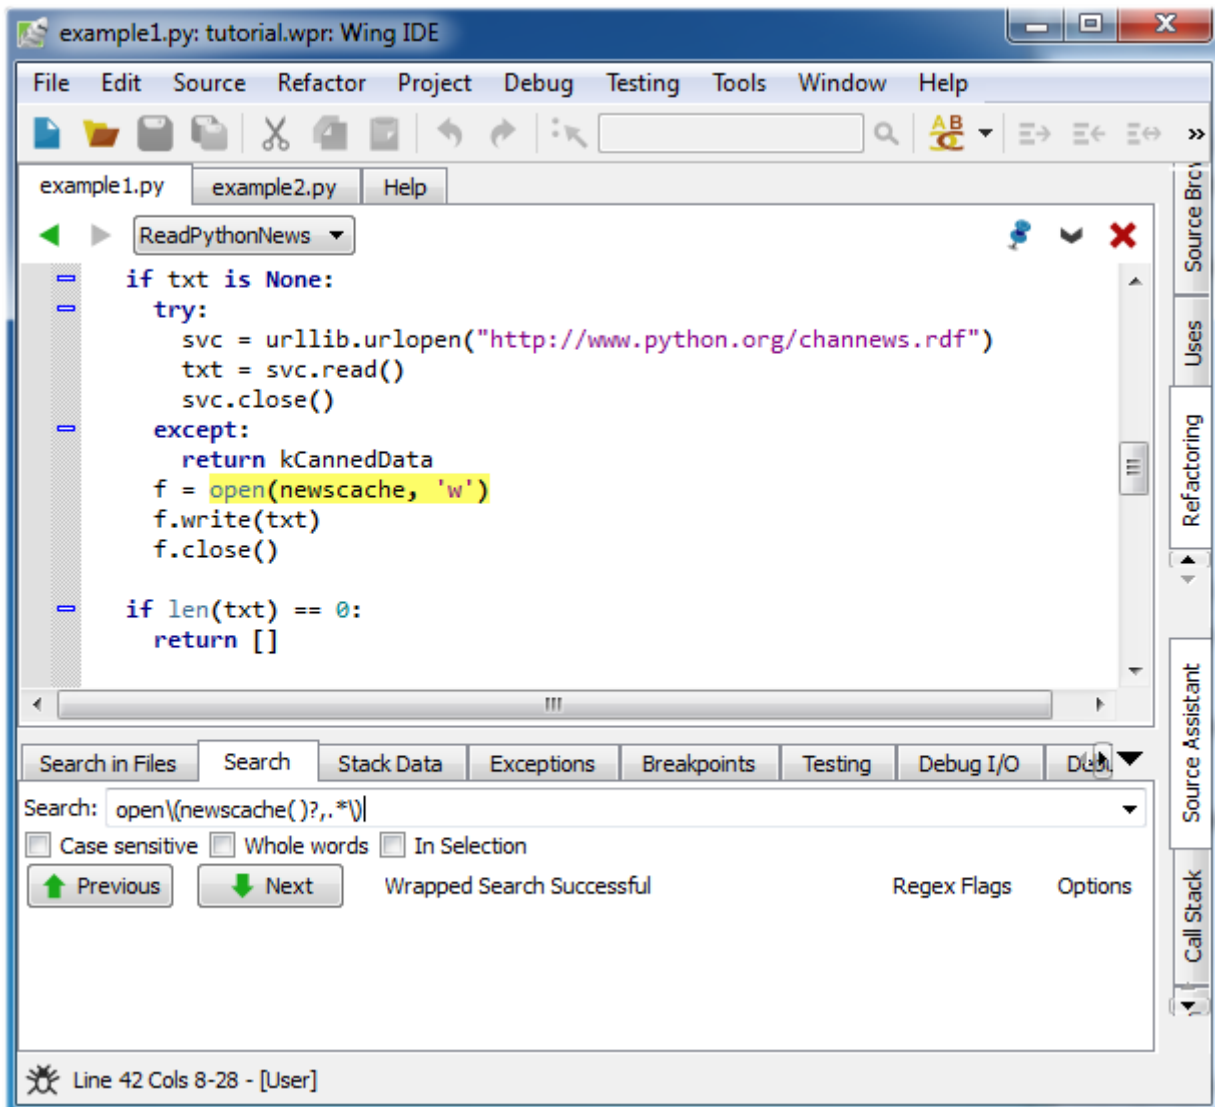 example1.py: tutorial.wpr: Wing IDE
File Edit Source Refactor Project Debug Testing Tools Window Help
example1.py example2.py Help
ReadPythonNews
if txt is None:
try:
svc = urllib.urlopen("http://www.python.org/channews.rdf")
txt = svc.read()
svc.close()
except:
return kCannedData
f = open(newscache, 'w')
f.write(txt)
f.close()
if len(txt) == 0:
return []
Source
Uses
Refactoring
Source Assistant
Call Stack
Search in Files Search Stack Data Exceptions Breakpoints Testing Debug I/O
Search: open\(newscache( )?,.*\)
Case sensitive Whole words In Selection
Previous Next Wrapped Search Successful Regex Flags Options
Line 42 Cols 8-28 - [User]